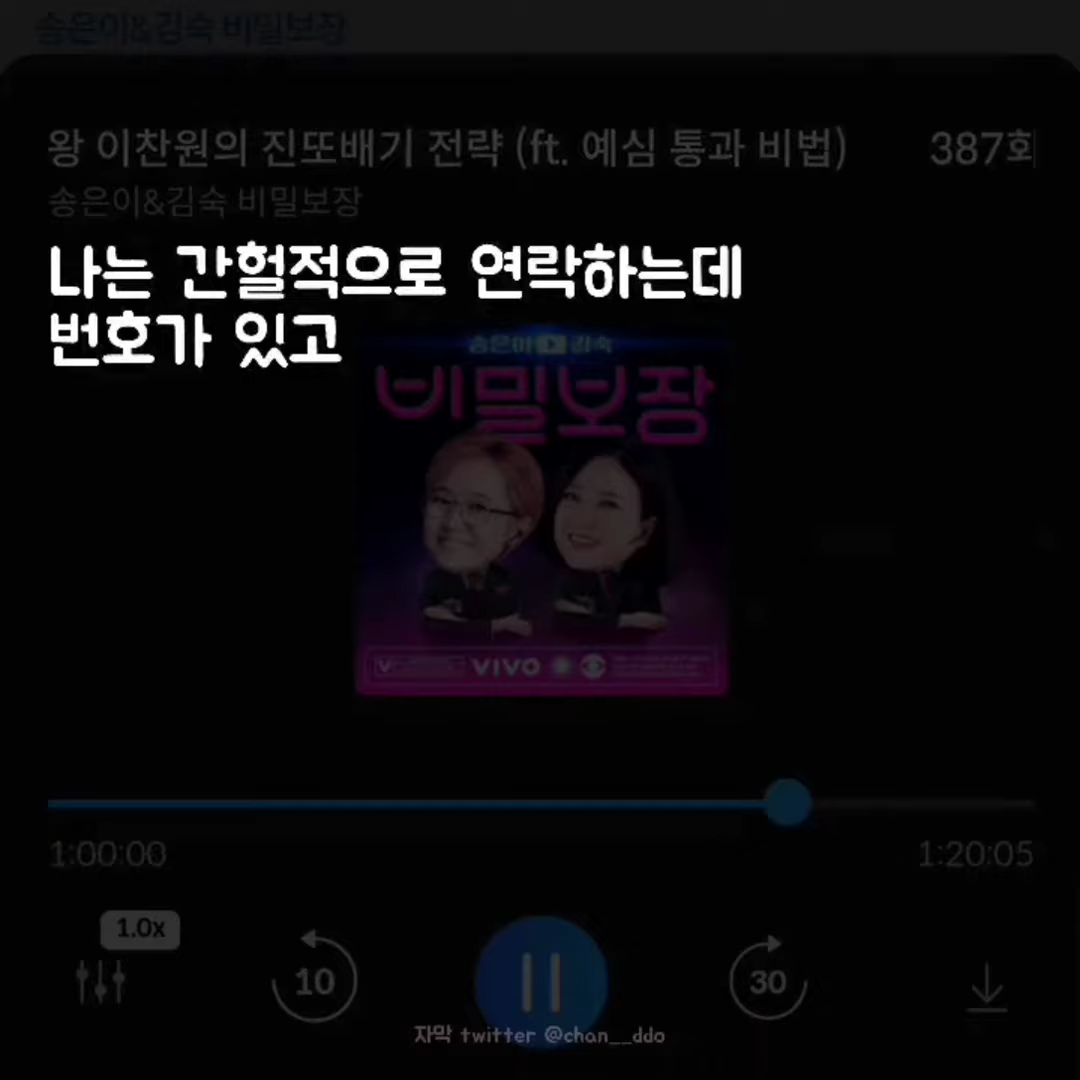 송은이&김숙 비밀보장
왕 이찬원의 진또배기 전략 (ft. 예심 통과 비법)
387회
송은이&김숙 비밀보장
나는 간헐적으로 연락하는데
번호가 있고
송은이 김숙
비밀보장
VIVO
1:00:00
1:20:05
1.0x
10
30
자막 twitter @chan__ddo